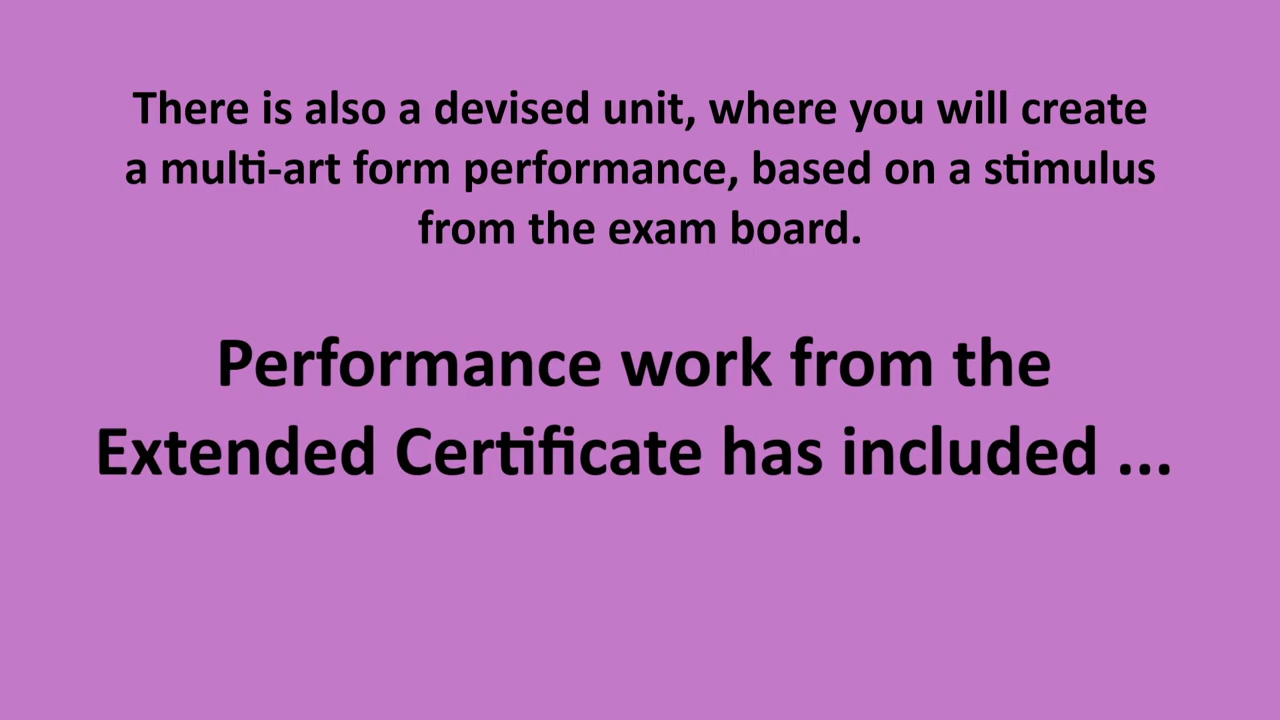 There is also a devised unit, where you will create
a multi-art form performance, based on a stimulus
from the exam board.
Performance work from the
Extended Certificate has included ...